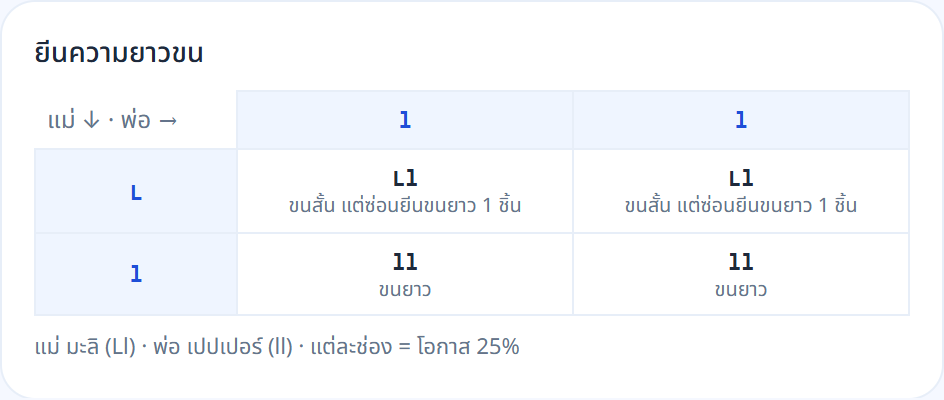 ยีนความยาวขน
แม่ ↓ · พ่อ → l l
L Ll Ll
ขนสั้น แต่ซ่อนยีนขนยาว 1 ชิ้น ขนสั้น แต่ซ่อนยีนขนยาว 1 ชิ้น
l ll ll
ขนยาว ขนยาว
แม่ มะลิ (Ll) · พ่อ เปปเปอร์ (ll) · แต่ละช่อง = โอกาส 25%